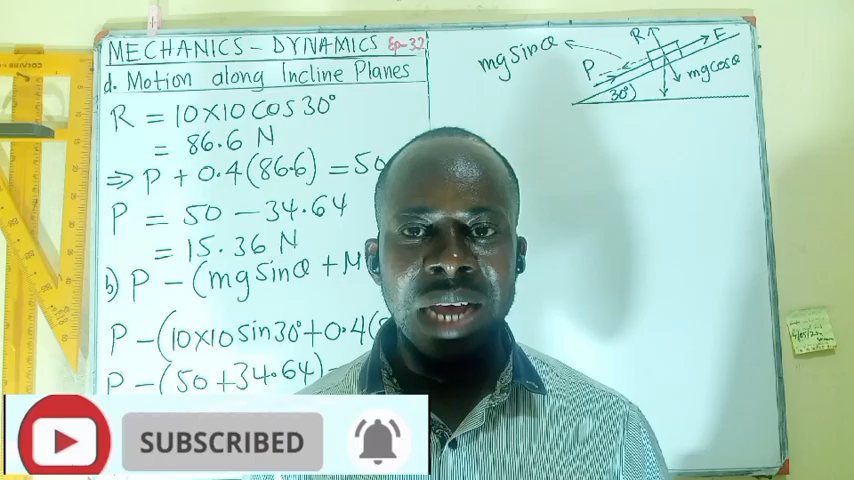 MECHANICS - DYNAMICS Ep-32
d. Motion along Incline Planes
R = 10×10 cos 30°
= 86.6 N
⇒ P + 0.4(86.6) = 50
P = 50 - 34.64
= 15.36 N
b) P - (mg sinθ + M
P - (10×10 sin30° + 0.4(
P - (50 + 34.64)
mg sinθ
R
F
P
mg cosθ
30°
SUBSCRIBED